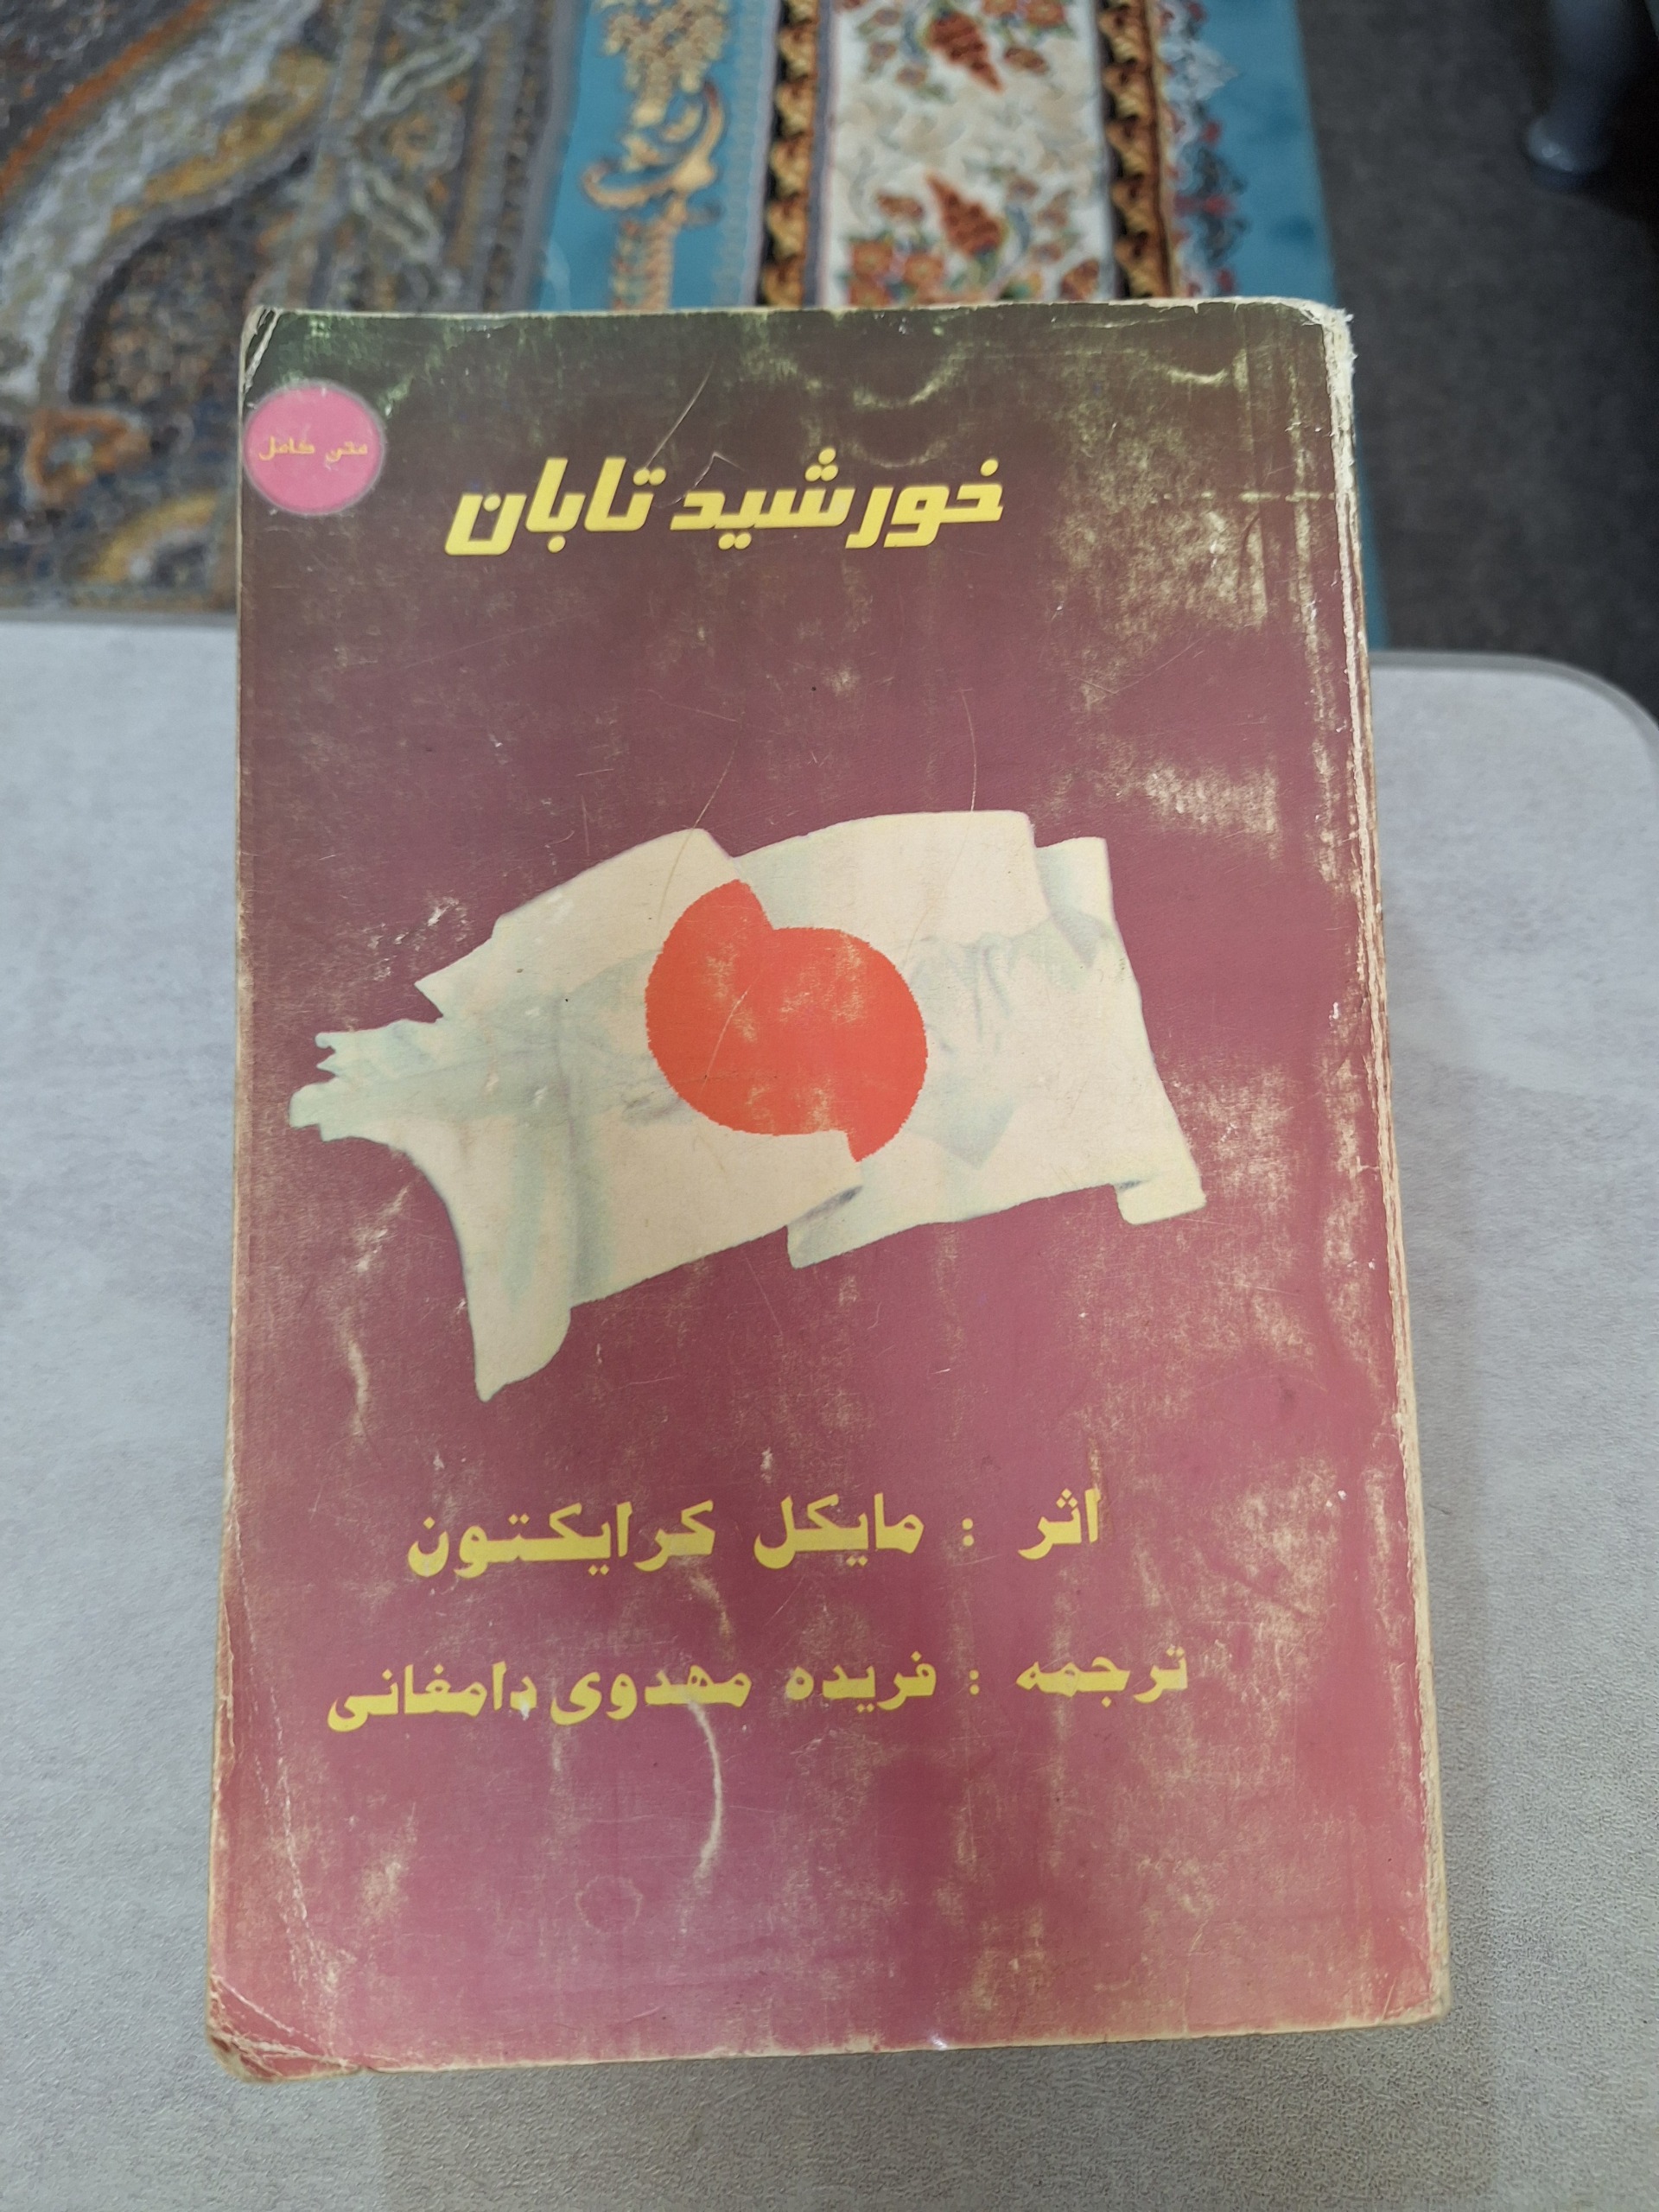 متن کامل
خورشید تابان
اثر : مایکل کرایکتون
ترجمه : فریده مهدوی دامغانی